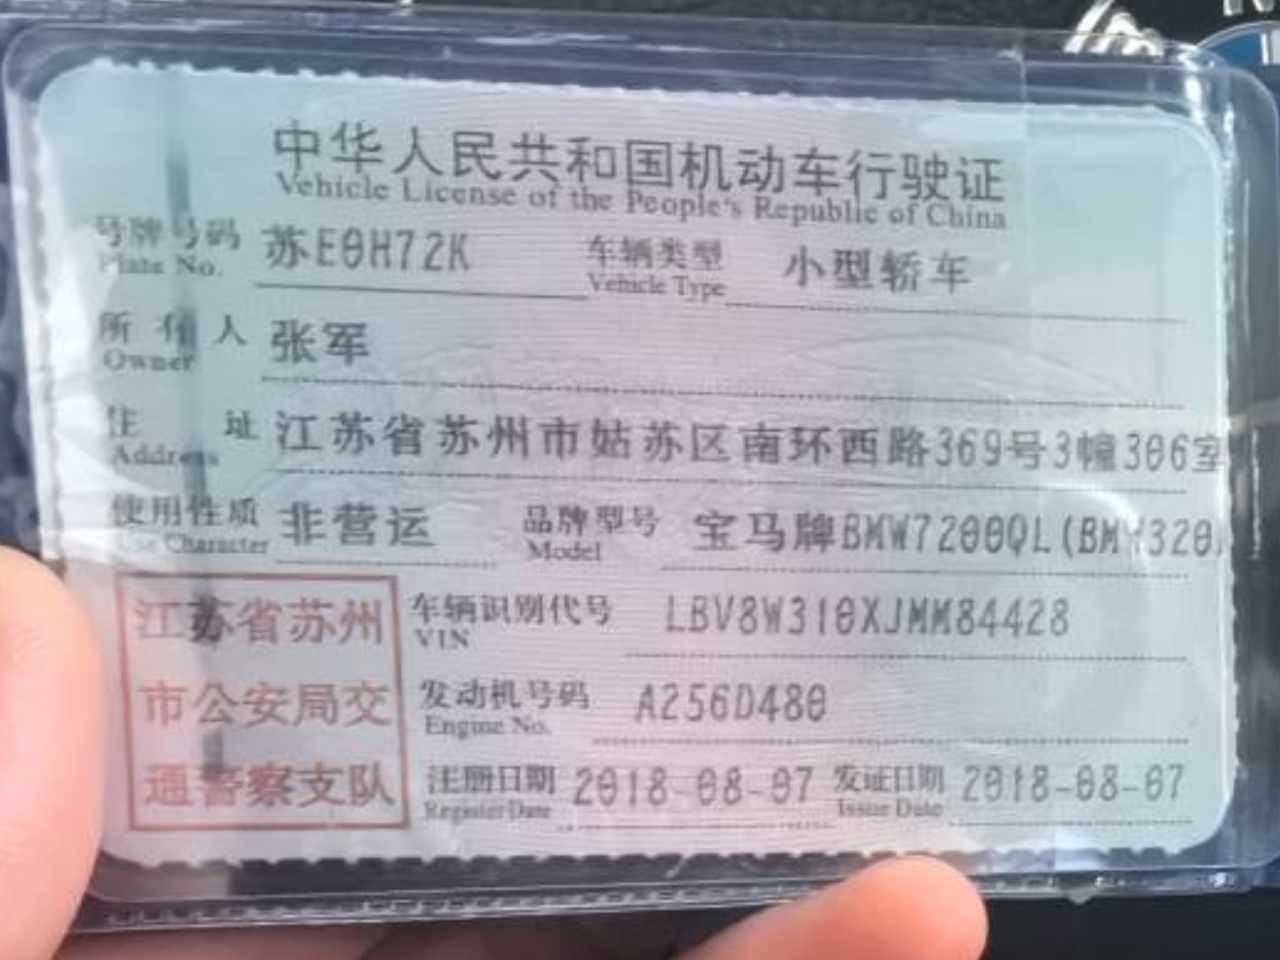 中华人民共和国机动车行驶证
Vehicle License of the People's Republic of China
号牌号码 苏E0H72K 车辆类型 小型轿车
Plate No. Vehicle Type
所有人 张军
Owner
住址 江苏省苏州市姑苏区南环西路369号3幢306室
Address
使用性质 非营运 品牌型号 宝马牌BMW7200QL(BMW320
Use Character Model
江苏省苏州
市公安局交
通警察支队
车辆识别代号 LBV8W310XJMM84428
VIN
发动机号码 A256D480
Engine No.
注册日期 2018-08-07 发证日期 2018-08-07
Register Date Issue Date